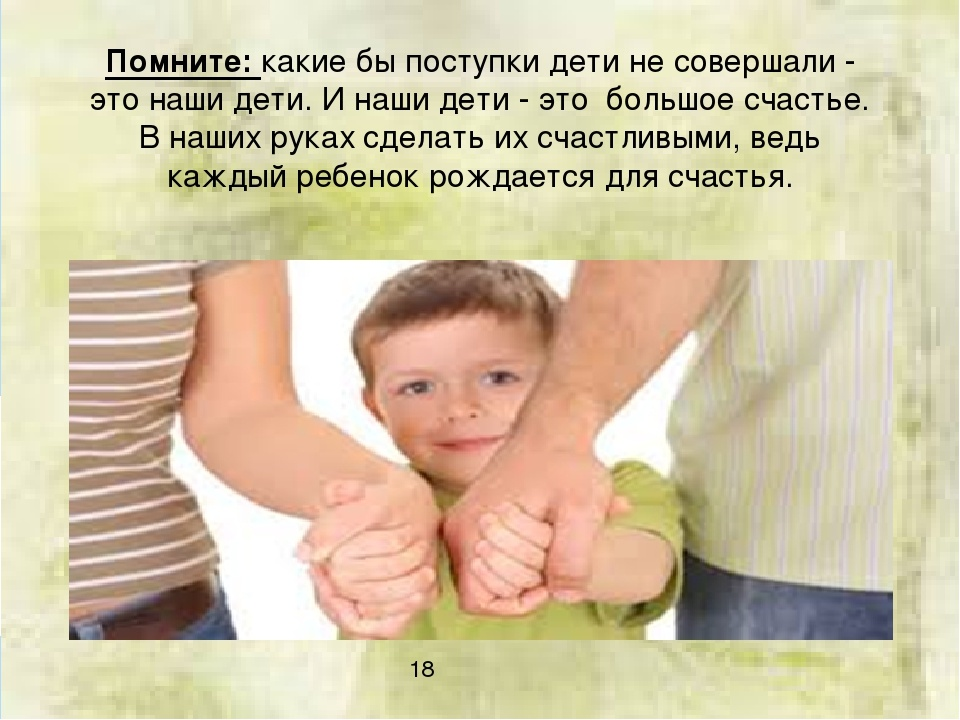 Помните: какие бы поступки дети не совершали -
это наши дети. И наши дети - это  большое счастье.
В наших руках сделать их счастливыми, ведь
каждый ребенок рождается для счастья.
18